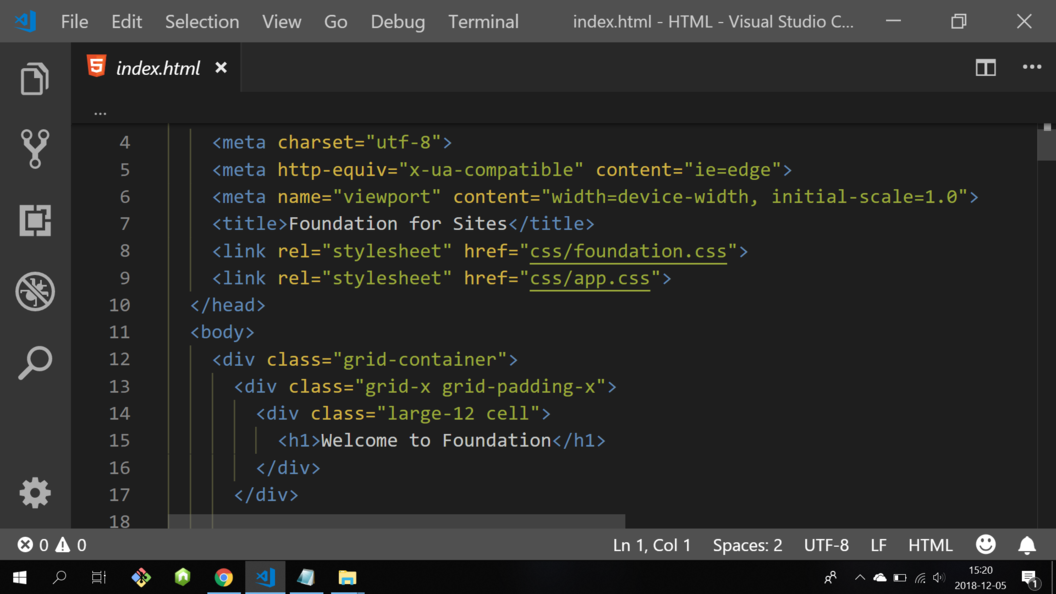 File Edit Selection View Go Debug Terminal index.html - HTML - Visual Studio C...
5 index.html ×
...
4 <meta charset="utf-8">
5 <meta http-equiv="x-ua-compatible" content="ie=edge">
6 <meta name="viewport" content="width=device-width, initial-scale=1.0">
7 <title>Foundation for Sites</title>
8 <link rel="stylesheet" href="css/foundation.css">
9 <link rel="stylesheet" href="css/app.css">
10 </head>
11 <body>
12 <div class="grid-container">
13 <div class="grid-x grid-padding-x">
14 <div class="large-12 cell">
15 <h1>Welcome to Foundation</h1>
16 </div>
17 </div>
18
0 0 Ln 1, Col 1 Spaces: 2 UTF-8 LF HTML
15:20
2018-12-05
1